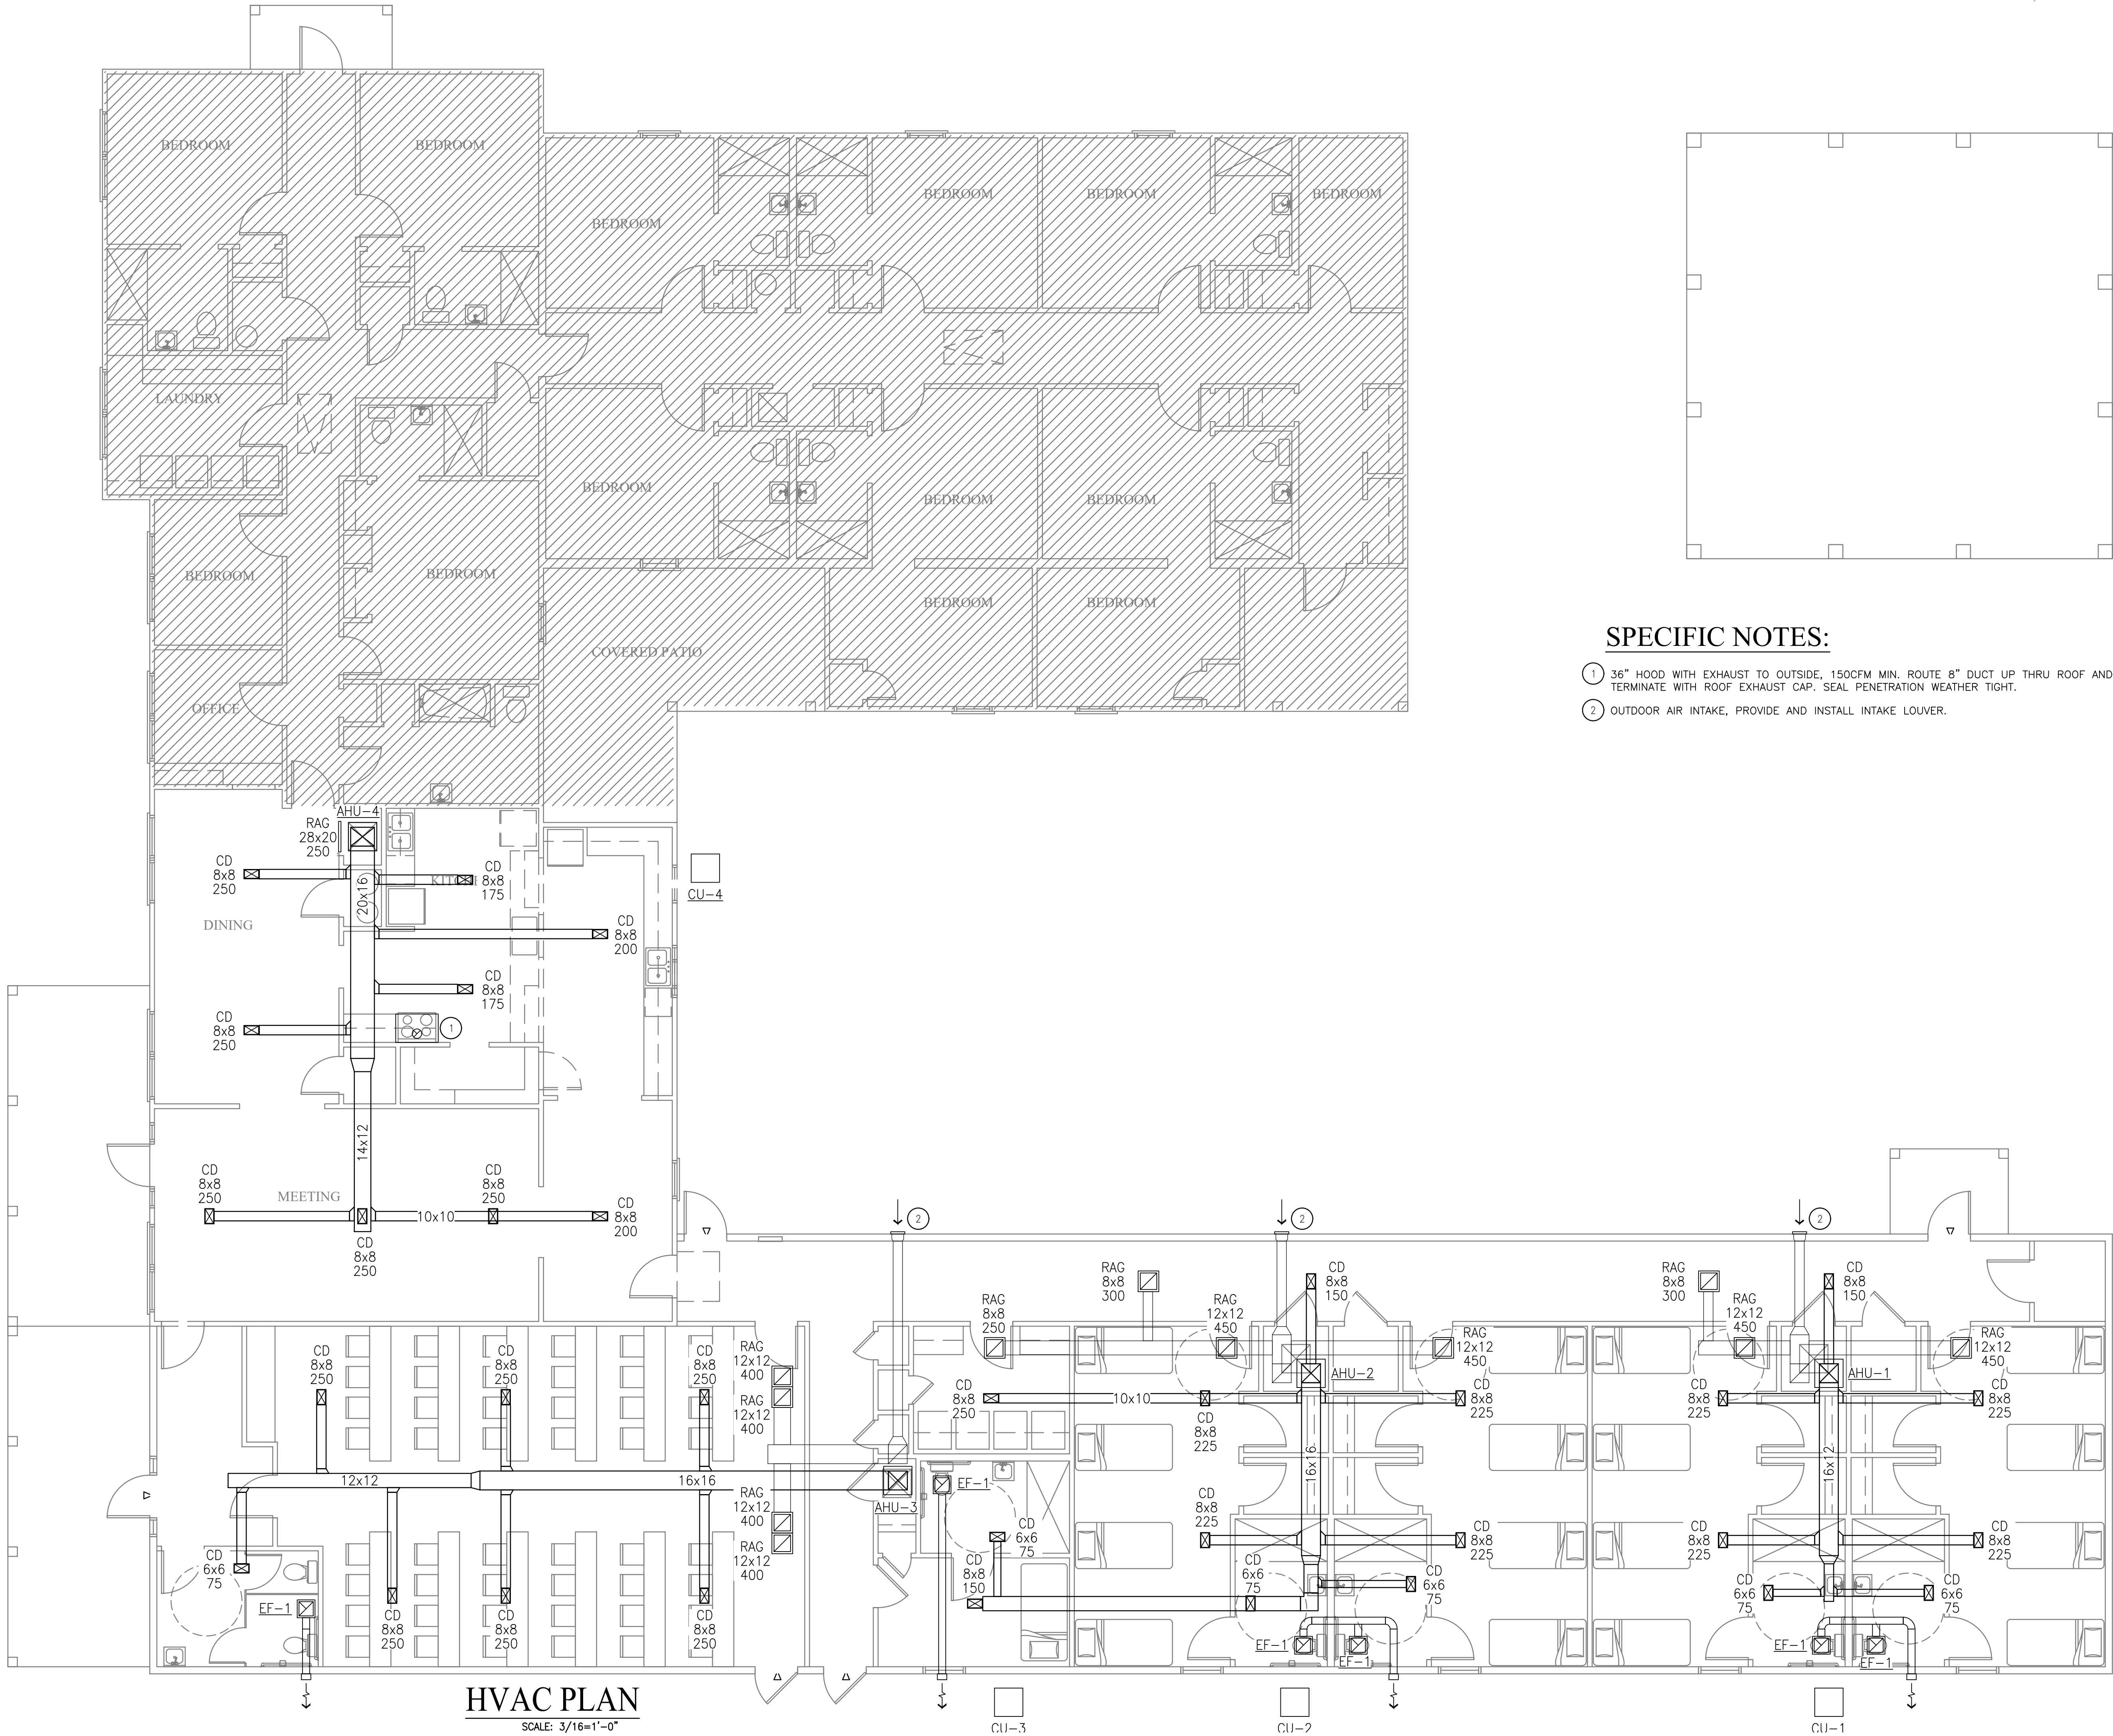 BEDROOM
BEDROOM
BEDROOM
BEDROOM
BEDROOM
BEDROOM
LAUNDRY
BEDROOM
BEDROOM
BEDROOM
BEDROOM
BEDROOM
BEDROOM
BEDROOM
COVERED PATIO
OFFICE
SPECIFIC NOTES:
1 36" HOOD WITH EXHAUST TO OUTSIDE, 150CFM MIN. ROUTE 8" DUCT UP THRU ROOF AND
TERMINATE WITH ROOF EXHAUST CAP. SEAL PENETRATION WEATHER TIGHT.
2 OUTDOOR AIR INTAKE, PROVIDE AND INSTALL INTAKE LOUVER.
AHU-4
RAG
28x20
250
CD
8x8
250
20x16
CD
8x8
175
CU-4
DINING
CD
8x8
200
CD
8x8
175
CD
8x8
250
1
14x12
CD
8x8
250
MEETING
CD
8x8
250
10x10
CD
8x8
200
CD
8x8
250
2
2
2
RAG
8x8
300
CD
8x8
150
RAG
8x8
300
CD
8x8
150
RAG
8x8
250
RAG
12x12
450
RAG
12x12
450
RAG
12x12
450
RAG
12x12
450
CD
8x8
250
CD
8x8
250
CD
8x8
250
RAG
12x12
400
RAG
12x12
400
AHU-2
AHU-1
CD
8x8
250
10x10
CD
8x8
225
CD
8x8
225
CD
8x8
225
CD
8x8
225
16x16
16x12
12x12
16x16
RAG
12x12
400
RAG
12x12
400
AHU-3
EF-1
CD
6x6
75
CD
8x8
225
CD
8x8
225
CD
8x8
225
CD
8x8
225
CD
6x6
75
CD
8x8
150
CD
6x6
75
CD
6x6
75
CD
6x6
75
CD
6x6
75
EF-1
CD
8x8
250
CD
8x8
250
CD
8x8
250
EF-1
EF-1
EF-1
EF-1
HVAC PLAN
SCALE: 3/16=1'-0"
CU-3
CU-2
CU-1